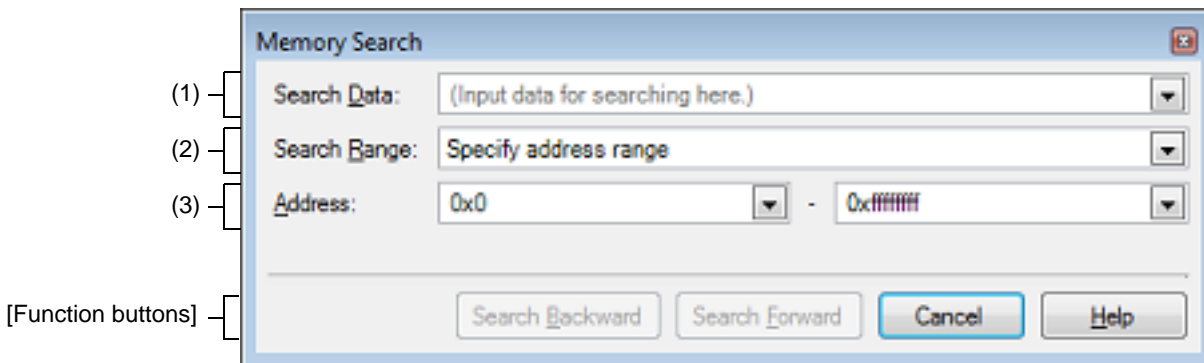 Memory Search
(1) Search Data: (Input data for searching here.)
(2) Search Range: Specify address range
(3) Address: 0x0 - 0xffffffff
[Function buttons] Search Backward Search Forward Cancel Help